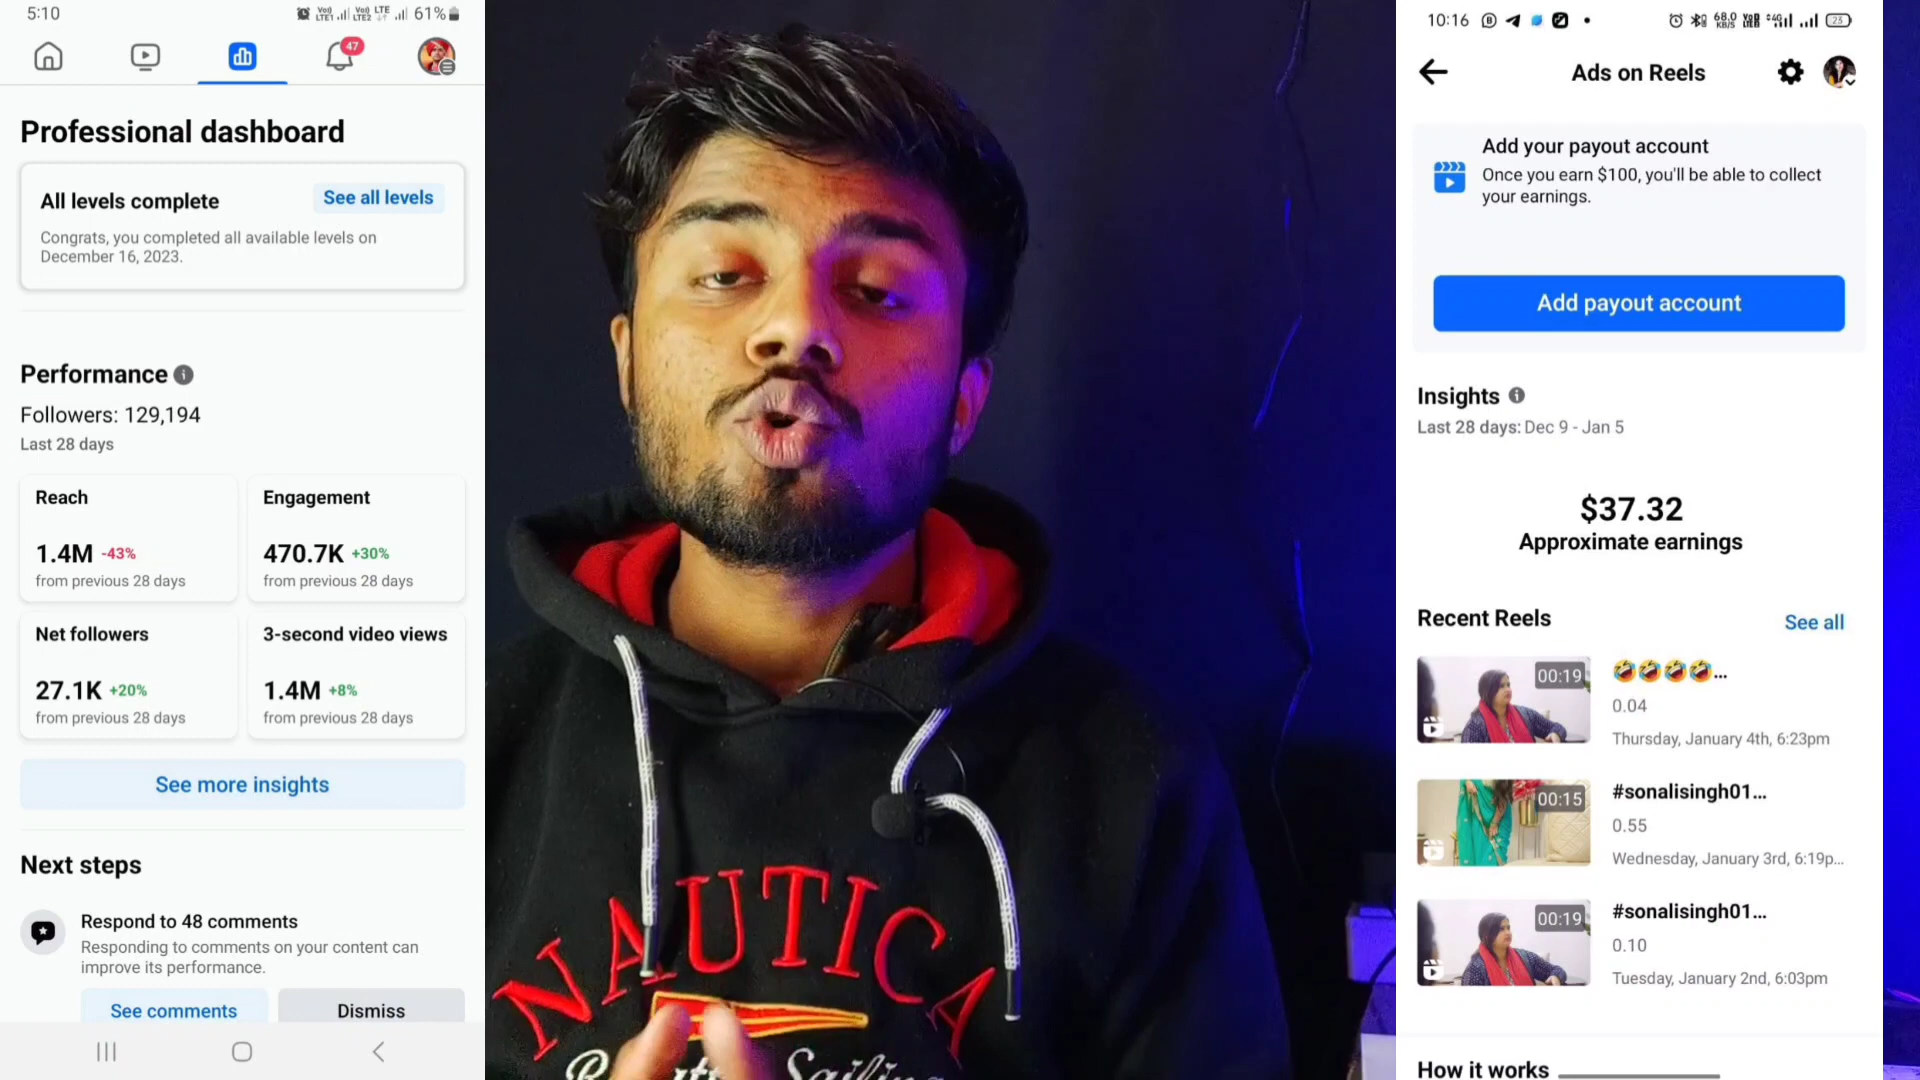 5:10
61%
47
Professional dashboard
All levels complete
See all levels
Congrats, you completed all available levels on
December 16, 2023.
Performance
Followers: 129,194
Last 28 days
Reach
Engagement
1.4M -43%
470.7K +30%
from previous 28 days
from previous 28 days
Net followers
3-second video views
27.1K +20%
1.4M +8%
from previous 28 days
from previous 28 days
See more insights
Next steps
Respond to 48 comments
Responding to comments on your content can
improve its performance.
See comments
Dismiss
NAUTICA
10:16
68.0
KB/S
23
Ads on Reels
Add your payout account
Once you earn $100, you'll be able to collect
your earnings.
Add payout account
Insights
Last 28 days: Dec 9 - Jan 5
$37.32
Approximate earnings
Recent Reels
See all
00:19
🤣🤣🤣🤣...
0.04
Thursday, January 4th, 6:23pm
00:15
#sonalisingh01...
0.55
Wednesday, January 3rd, 6:19p...
00:19
#sonalisingh01...
0.10
Tuesday, January 2nd, 6:03pm
How it works